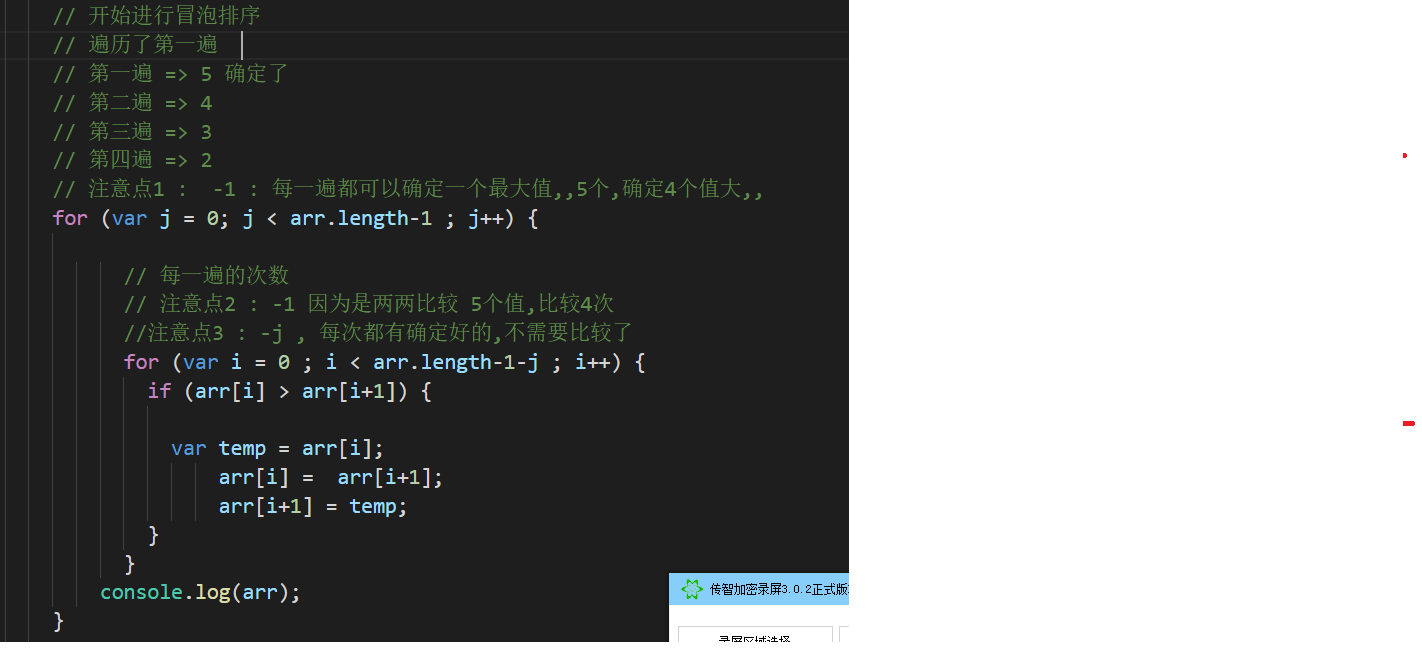 // 开始进行冒泡排序
// 遍历了第一遍
// 第一遍 => 5 确定了
// 第二遍 => 4
// 第三遍 => 3
// 第四遍 => 2
// 注意点1 :  -1 : 每一遍都可以确定一个最大值,,5个,确定4个值大,,
for (var j = 0; j < arr.length-1 ; j++) {
// 每一遍的次数
// 注意点2 : -1 因为是两两比较 5个值,比较4次
//注意点3 : -j , 每次都有确定好的,不需要比较了
for (var i = 0 ; i < arr.length-1-j ; i++) {
if (arr[i] > arr[i+1]) {
var temp = arr[i];
arr[i] =  arr[i+1];
arr[i+1] = temp;
}
}
console.log(arr);
}
传智加密录屏3.0.2正式版
录屏区域选择